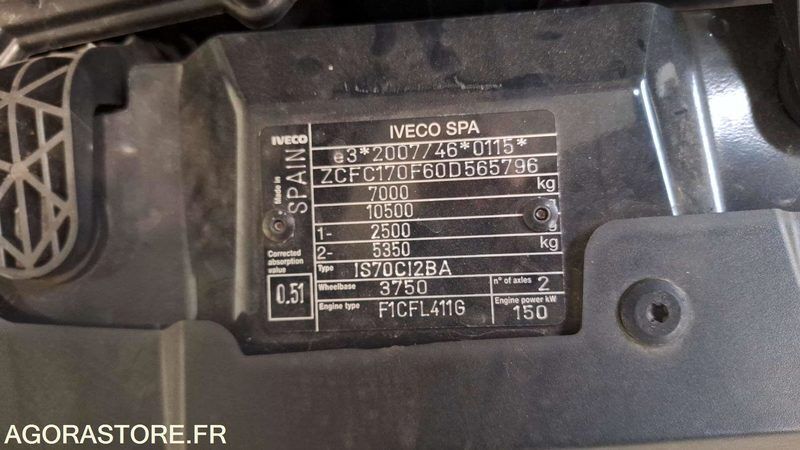 IVECO
IVECO SPA
e3*2007/46*0115*
ZCFC170F60D565796
7000 kg
10500
1- 2500
2- 5350 kg
Made in SPAIN
Type IS70CI2BA
Corrected absorption value
0.51
Wheelbase 3750 n° of axles 2
Engine type F1CFL411G Engine power kW 150
AGORASTORE.FR